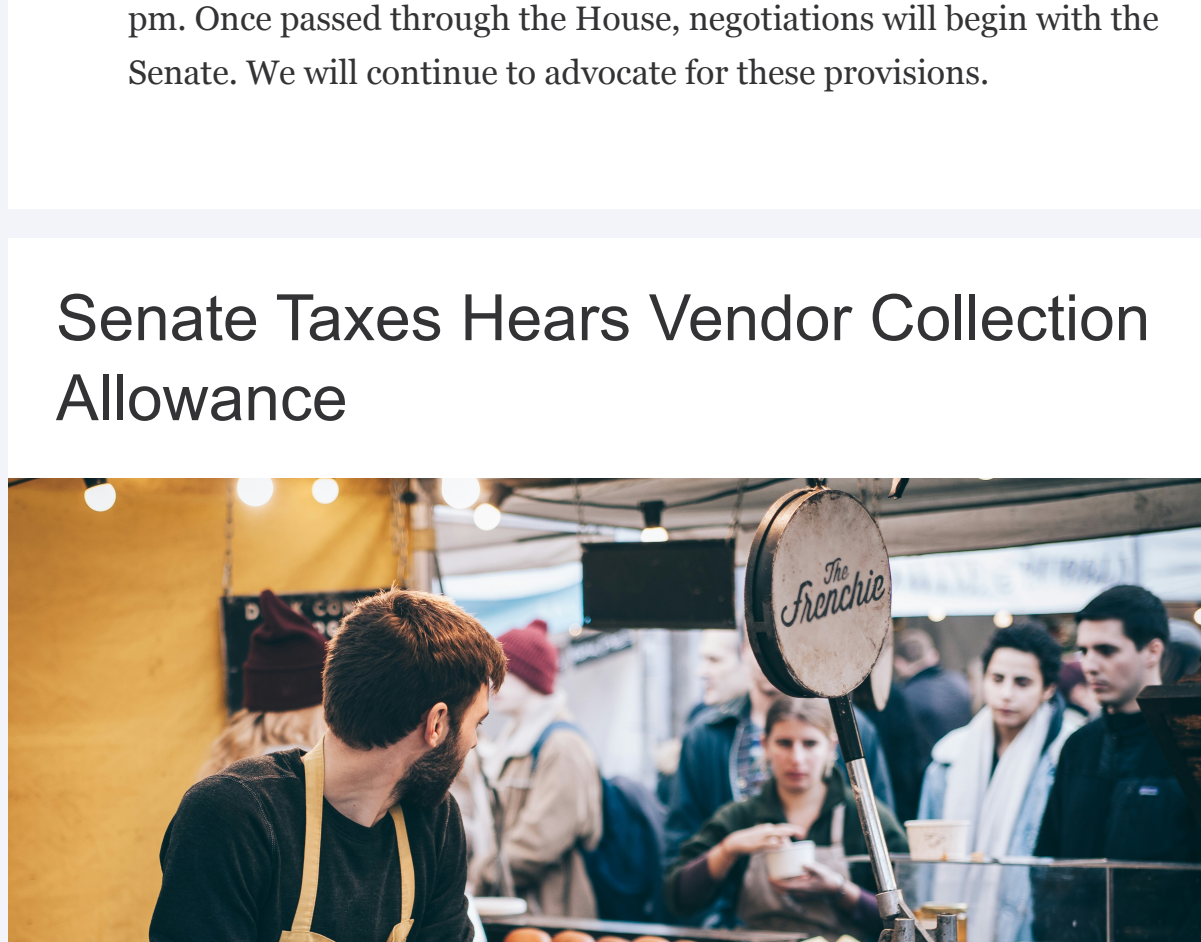 pm. Once passed through the House, negotiations will begin with the
Senate. We will continue to advocate for these provisions.
Senate Taxes Hears Vendor Collection
Allowance
The
Frenchie